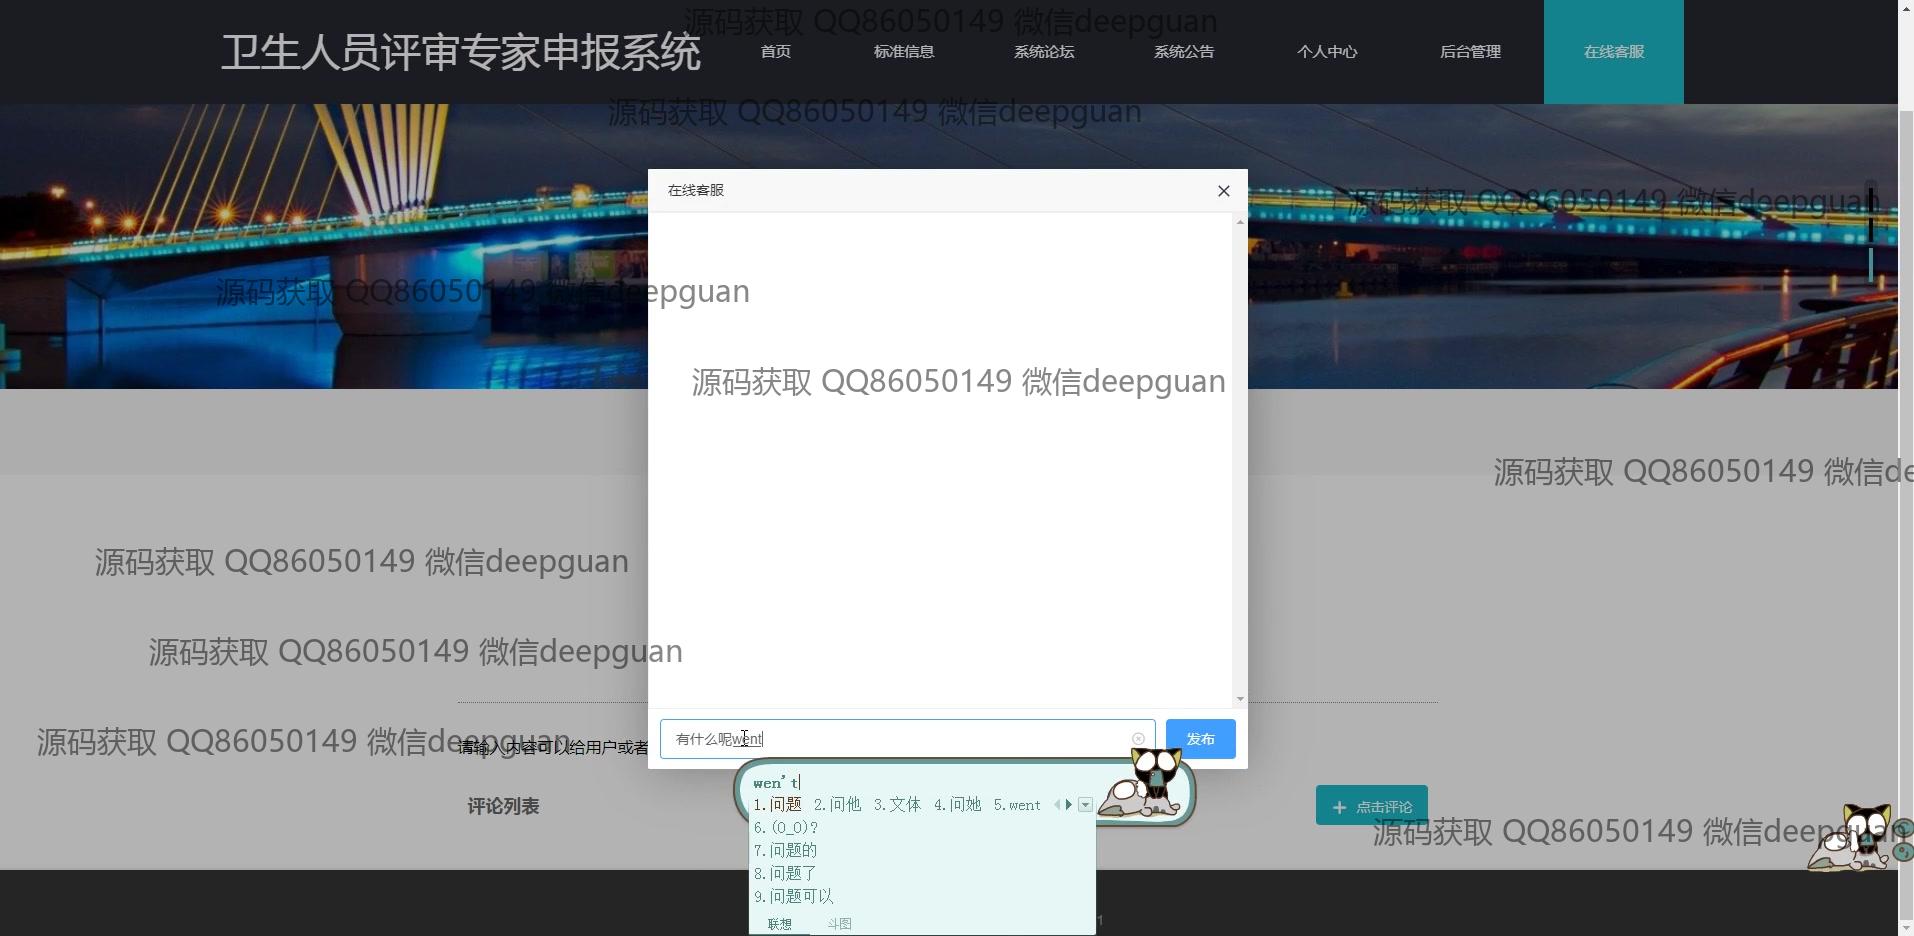 源码获取 QQ86050149 微信deepguan
卫生人员评审专家申报系统
首页 标准信息 系统论坛 系统公告 个人中心 后台管理 在线客服
源码获取 QQ86050149 微信deepguan
在线客服
源码获取 QQ86050149 微信deepguan
源码获取 QQ86050149 微信deepguan
源码获取 QQ86050149 微信deepguan
源码获取 QQ86050149 微信de
源码获取 QQ86050149 微信deepguan
源码获取 QQ86050149 微信deepguan
源码获取 QQ86050149 微信deepguan
请输入内容可以给用户或者
有什么呢went
发布
wen't
1.问题 2.问他 3.文体 4.问她 5.went
6.(O_O)?
7.问题的
8.问题了
9.问题可以
联想 斗图
评论列表
点击评论
源码获取 QQ86050149 微信deepguan
1